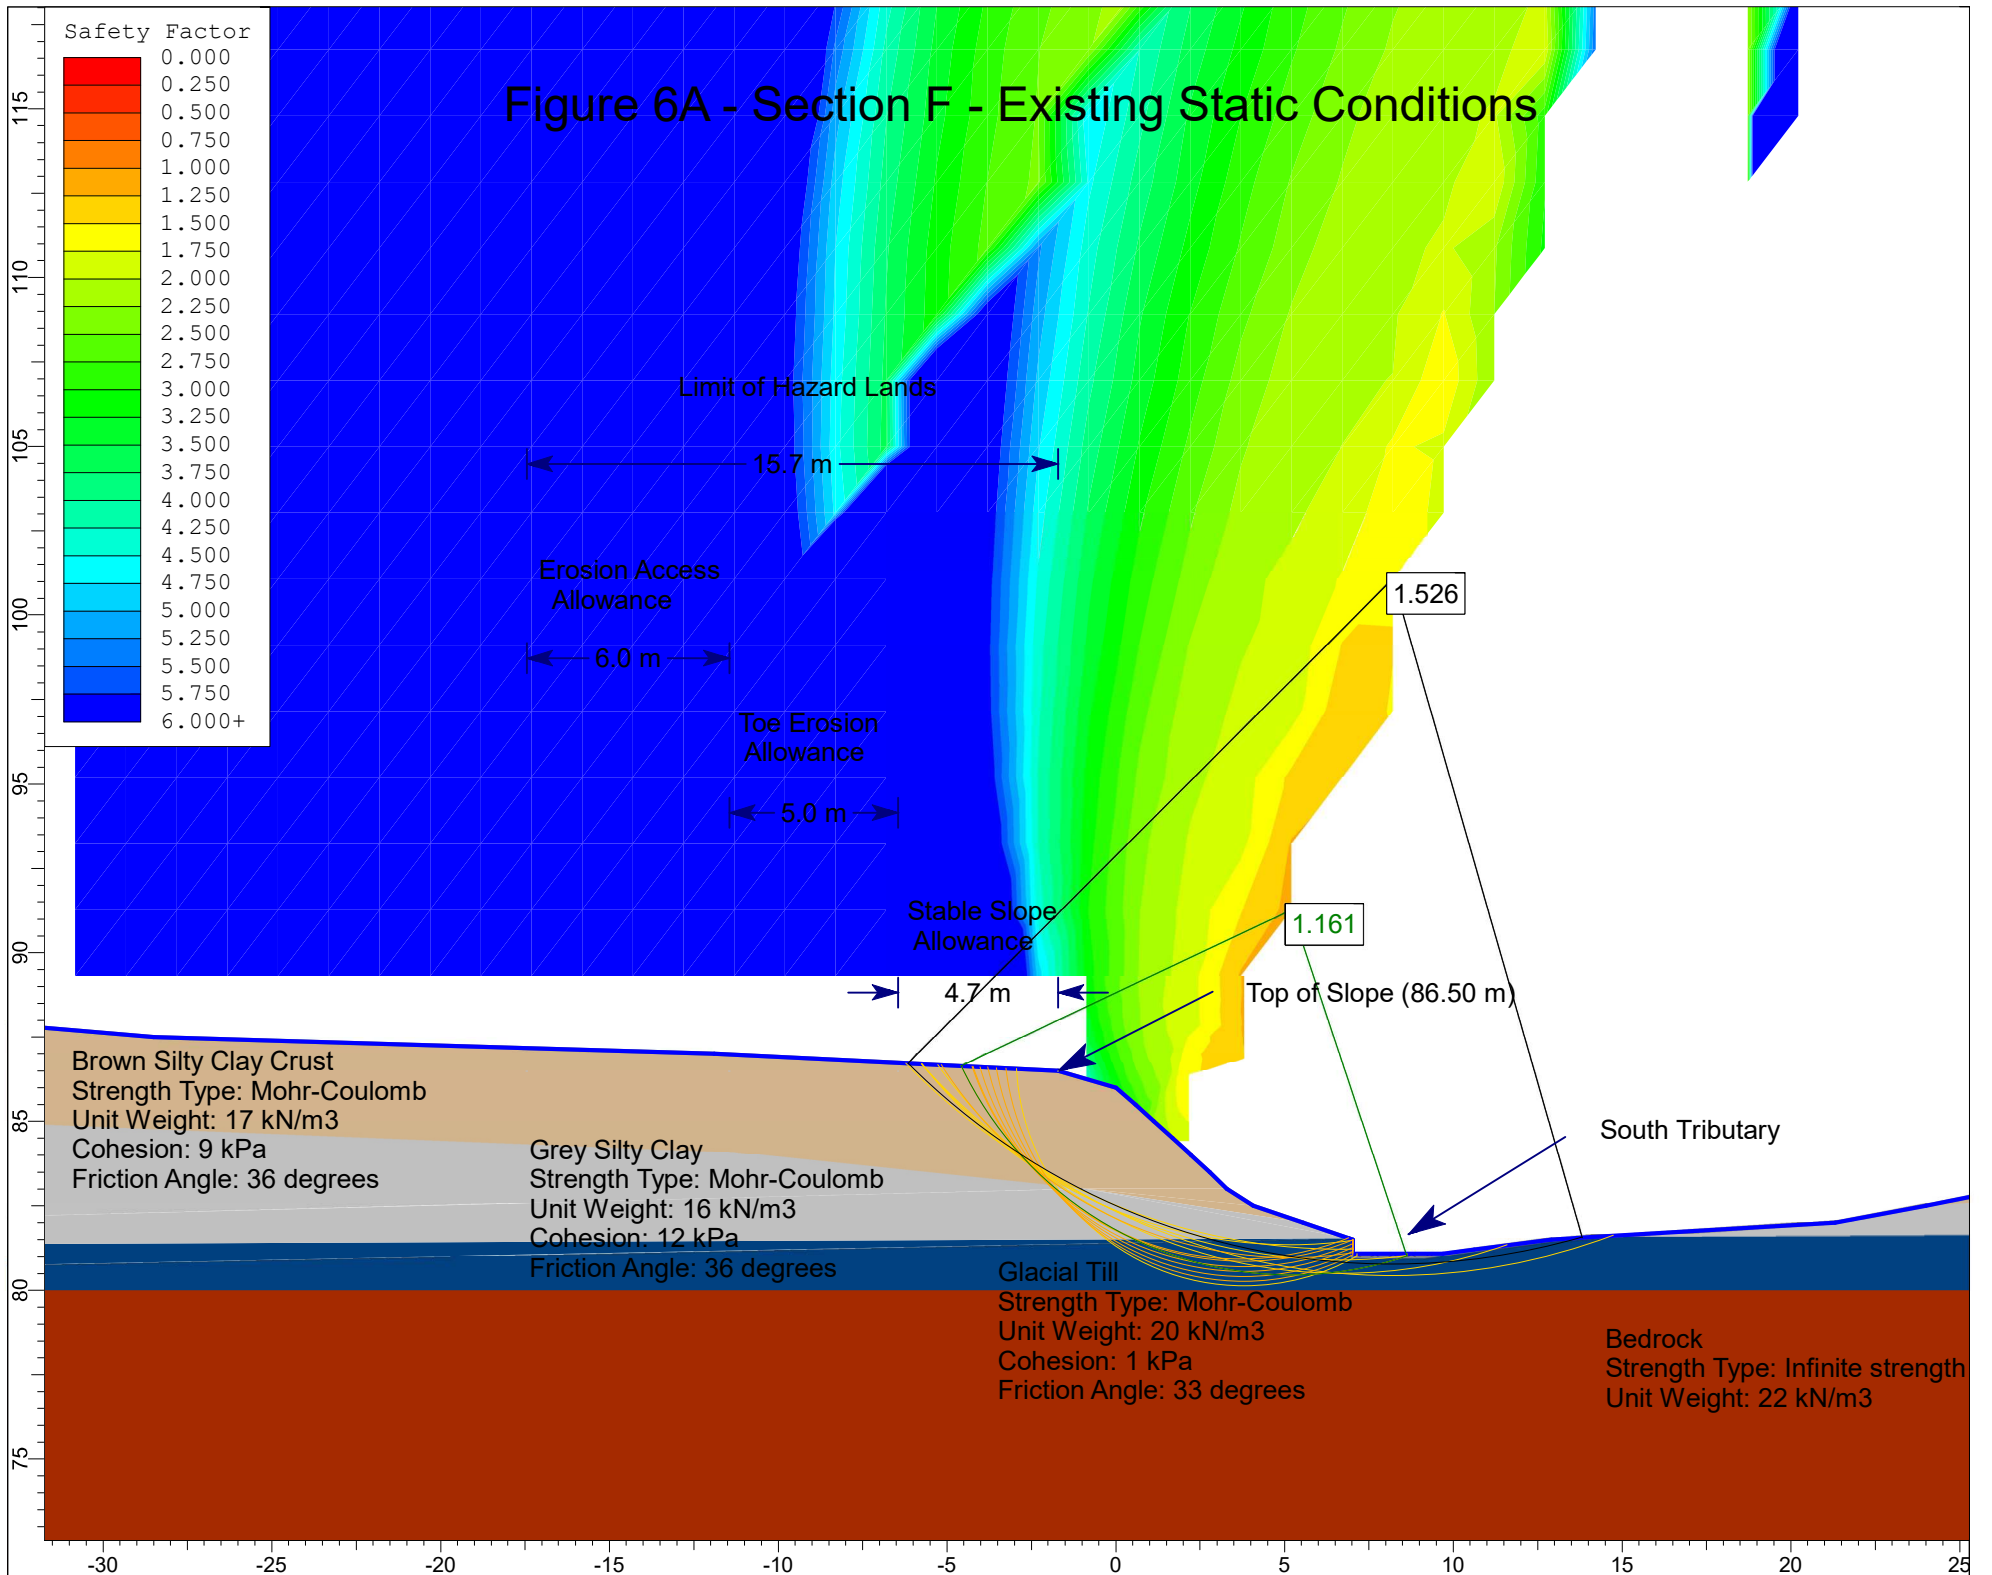 Safety Factor
0.000
0.250
0.500
0.750
1.000
1.250
1.500
1.750
2.000
2.250
2.500
2.750
3.000
3.250
3.500
3.750
4.000
4.250
4.500
4.750
5.000
5.250
5.500
5.750
6.000+
Figure 6A - Section F - Existing Static Conditions
Limit of Hazard Lands
15.7 m
Erosion Access
Allowance
6.0 m
Toe Erosion
Allowance
5.0 m
Stable Slope
Allowance
4.7 m
1.526
1.161
Top of Slope (86.50 m)
South Tributary
Brown Silty Clay Crust
Strength Type: Mohr-Coulomb
Unit Weight: 17 kN/m3
Cohesion: 9 kPa
Friction Angle: 36 degrees
Grey Silty Clay
Strength Type: Mohr-Coulomb
Unit Weight: 16 kN/m3
Cohesion: 12 kPa
Friction Angle: 36 degrees
Glacial Till
Strength Type: Mohr-Coulomb
Unit Weight: 20 kN/m3
Cohesion: 1 kPa
Friction Angle: 33 degrees
Bedrock
Strength Type: Infinite strength
Unit Weight: 22 kN/m3
115
110
105
100
95
90
85
80
75
-30
-25
-20
-15
-10
-5
0
5
10
15
20
25